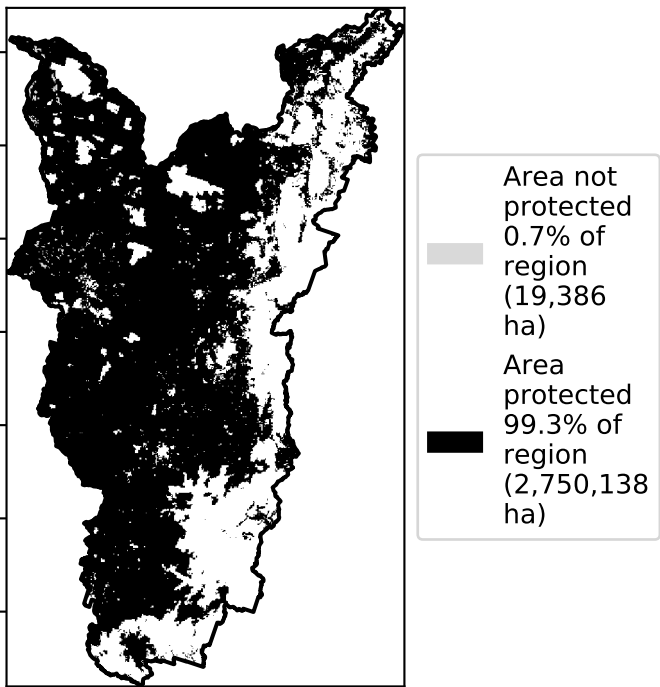 Area not
protected
0.7% of
region
(19,386
ha)
Area
protected
99.3% of
region
(2,750,138
ha)